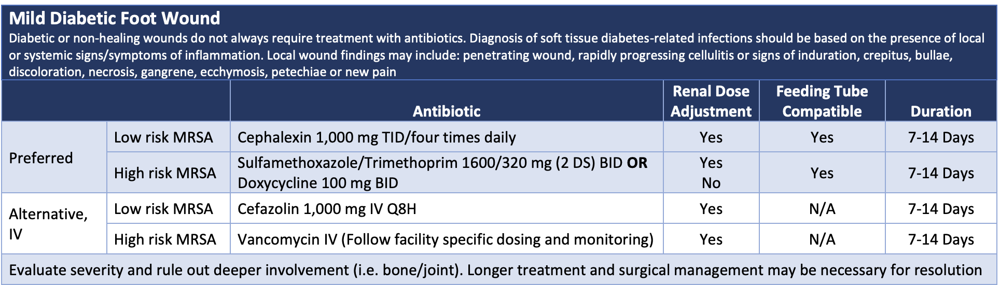 Mild Diabetic Foot Wound
Diabetic or non-healing wounds do not always require treatment with antibiotics. Diagnosis of soft tissue diabetes-related infections should be based on the presence of local
or systemic signs/symptoms of inflammation. Local wound findings may include: penetrating wound, rapidly progressing cellulitis or signs of induration, crepitus, bullae,
discoloration, necrosis, gangrene, ecchymosis, petechiae or new pain
Antibiotic
Renal Dose
Adjustment
Feeding Tube
Compatible
Duration
Preferred
Low risk MRSA
Cephalexin 1,000 mg TID/four times daily
Yes
Yes
7-14 Days
High risk MRSA
Sulfamethoxazole/Trimethoprim 1600/320 mg (2 DS) BID OR
Doxycycline 100 mg BID
Yes
No
Yes
7-14 Days
Alternative,
IV
Low risk MRSA
Cefazolin 1,000 mg IV Q8H
Yes
N/A
7-14 Days
High risk MRSA
Vancomycin IV (Follow facility specific dosing and monitoring)
Yes
N/A
7-14 Days
Evaluate severity and rule out deeper involvement (i.e. bone/joint). Longer treatment and surgical management may be necessary for resolution